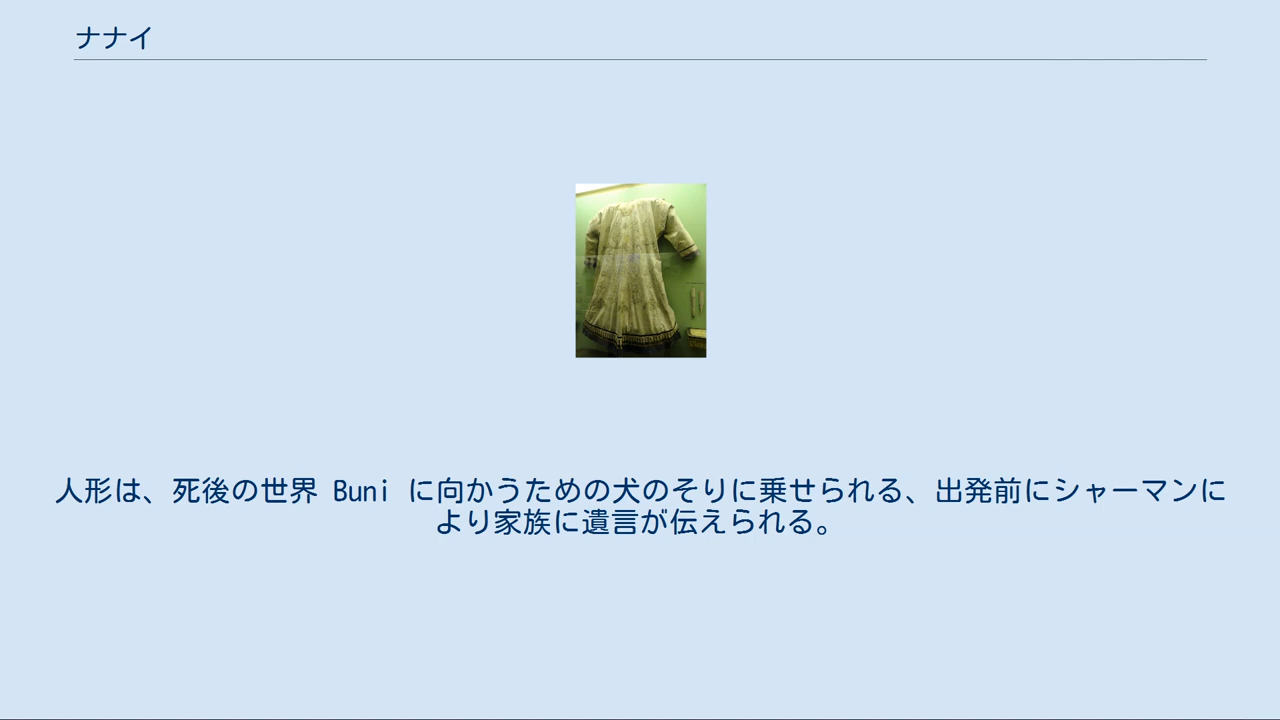 ナナイ
人形は、死後の世界 Buni に向かうための犬のそりに乗せられる、出発前にシャーマンに
より家族に遺言が伝えられる。